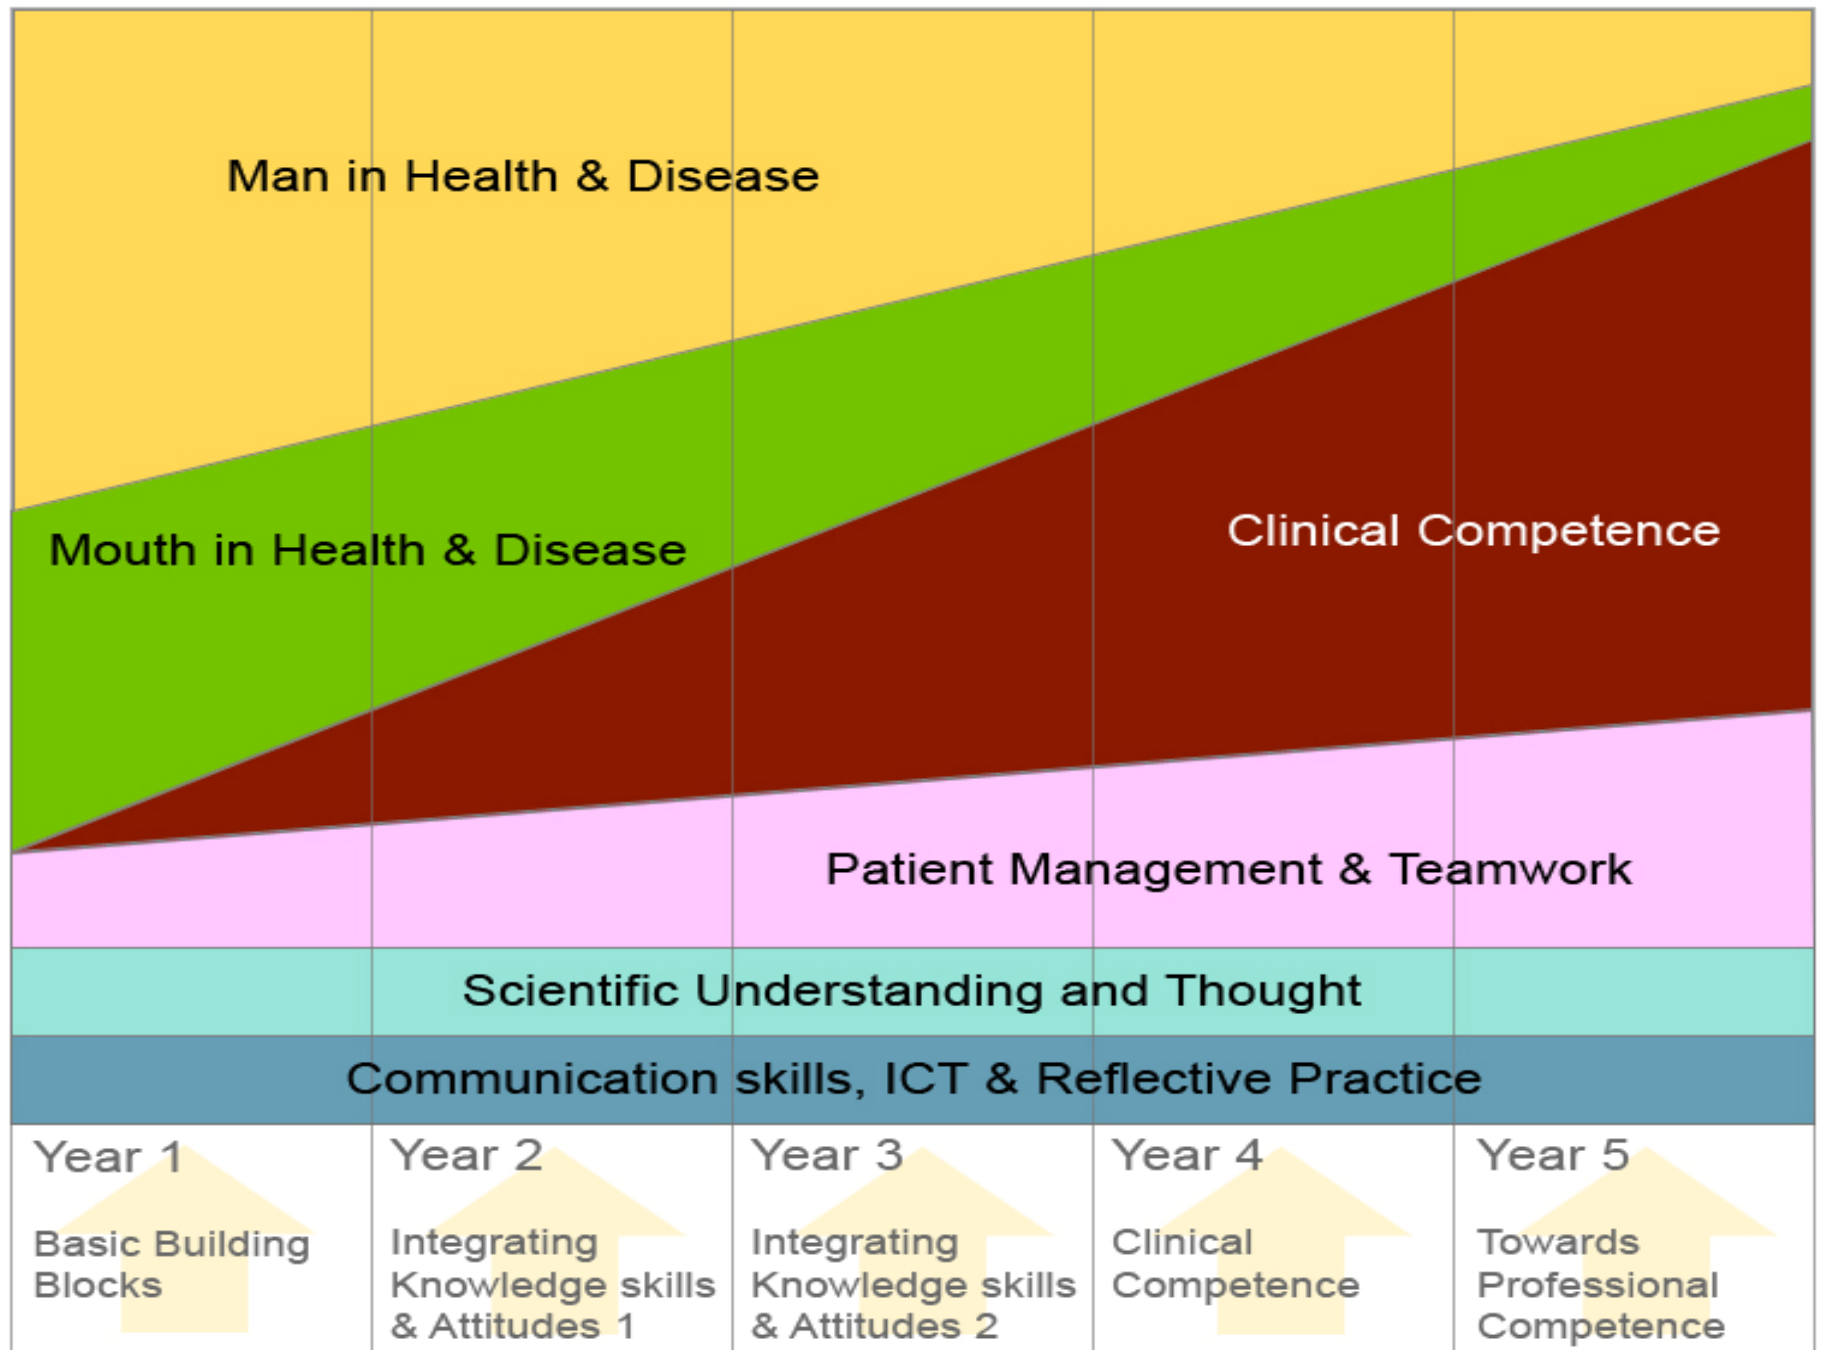 Man in Health & Disease
Mouth in Health & Disease
Clinical Competence
Patient Management & Teamwork
Scientific Understanding and Thought
Communication skills, ICT & Reflective Practice
Year 1
Basic Building
Blocks
Year 2
Integrating
Knowledge skills
& Attitudes 1
Year 3
Integrating
Knowledge skills
& Attitudes 2
Year 4
Clinical
Competence
Year 5
Towards
Professional
Competence